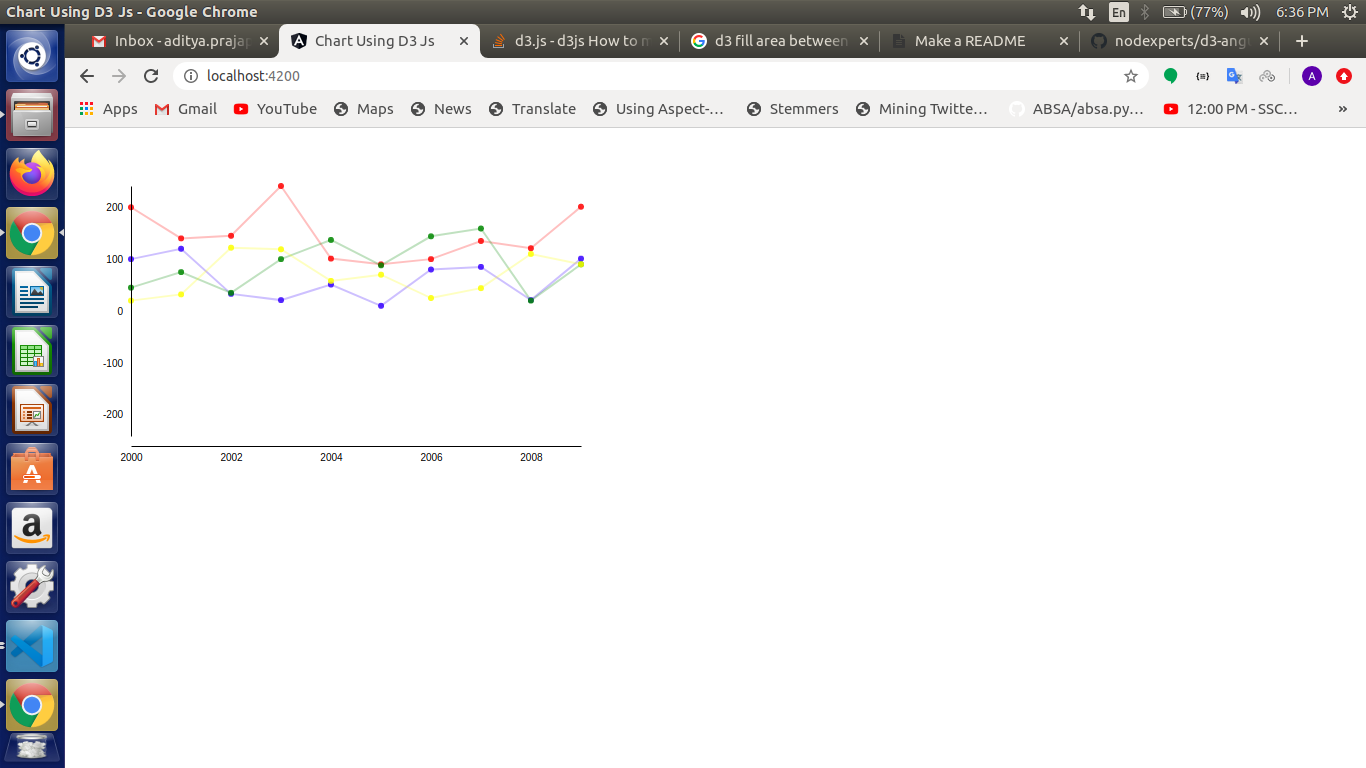 Chart Using D3 Js - Google Chrome
En
(77%)
6:36 PM
Inbox - aditya.prajap
Chart Using D3 Js
d3.js - d3js How to m
d3 fill area between
Make a README
nodexperts/d3-angu
localhost:4200
A
Apps
Gmail
YouTube
Maps
News
Translate
Using Aspect-…
Stemmers
Mining Twitte…
ABSA/absa.py…
12:00 PM - SSC…
»
200
100
0
-100
-200
2000
2002
2004
2006
2008